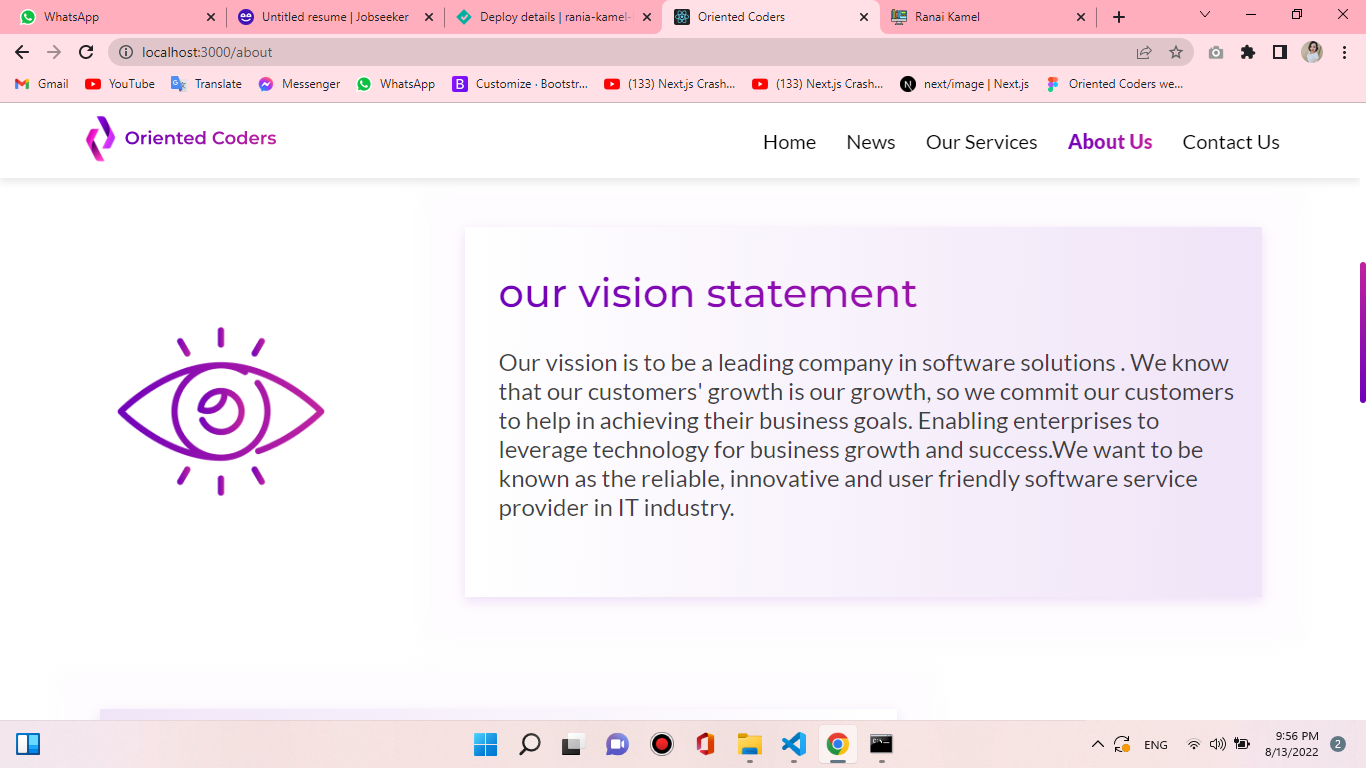 WhatsApp
Untitled resume | Jobseeker
Deploy details | rania-kamel-
Oriented Coders
Ranai Kamel
localhost:3000/about
Gmail
YouTube
Translate
Messenger
WhatsApp
Customize · Bootstr...
(133) Next.js Crash...
(133) Next.js Crash...
next/image | Next.js
Oriented Coders we...
Oriented Coders
Home
News
Our Services
About Us
Contact Us
our vision statement
Our vission is to be a leading company in software solutions . We know
that our customers' growth is our growth, so we commit our customers
to help in achieving their business goals. Enabling enterprises to
leverage technology for business growth and success.We want to be
known as the reliable, innovative and user friendly software service
provider in IT industry.
ENG
9:56 PM
8/13/2022
2